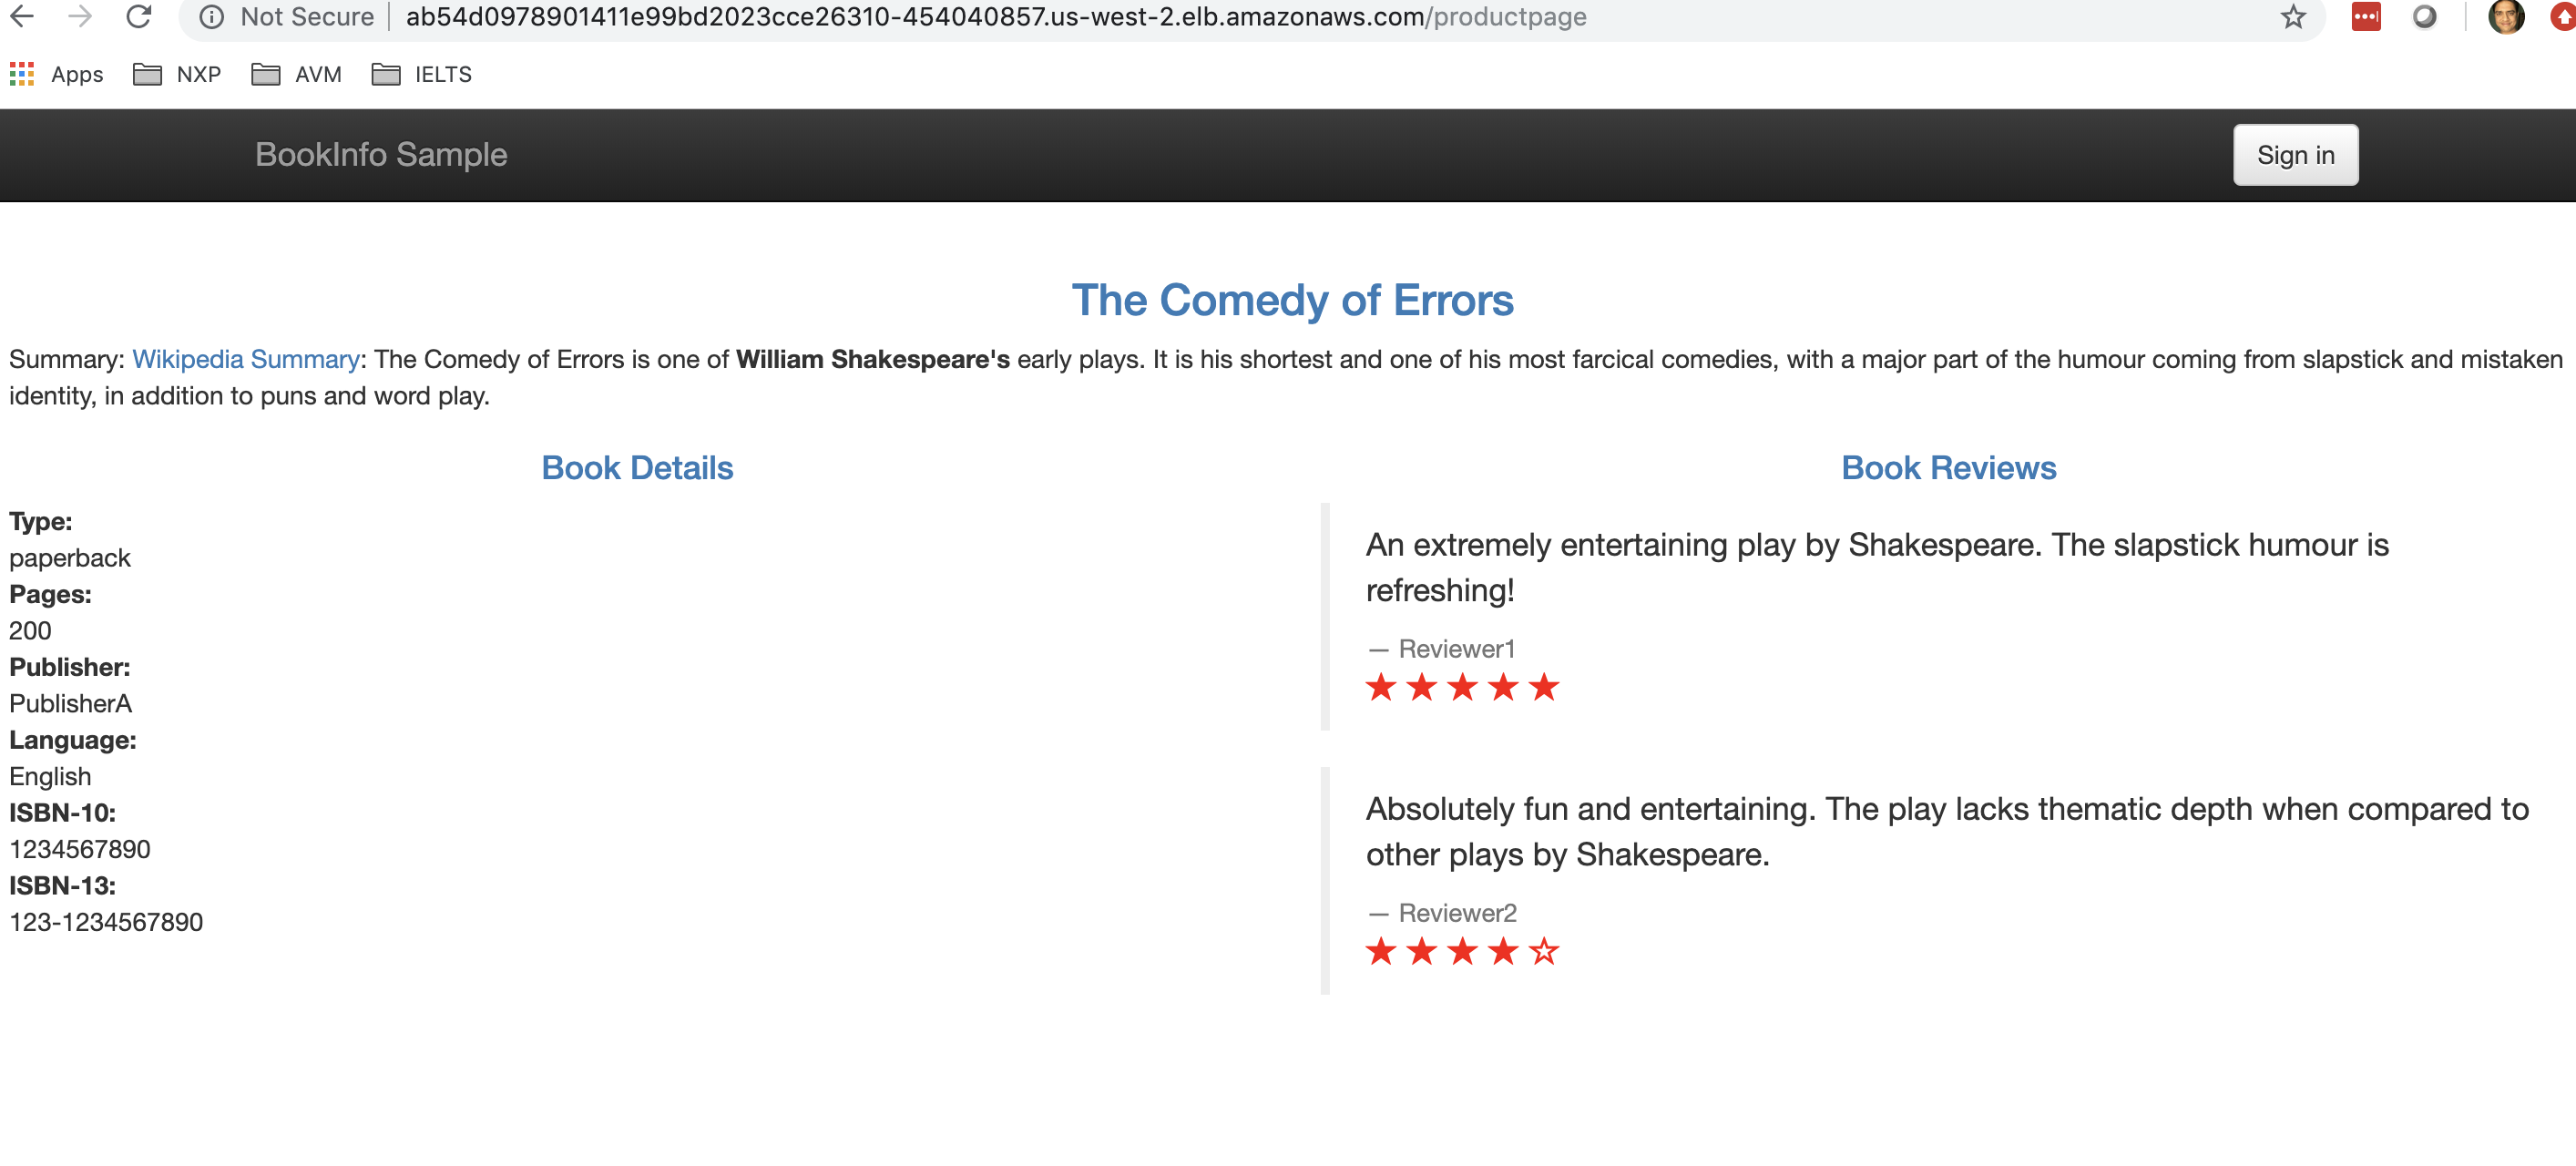 Not Secure ab54d0978901411e99bd2023cce26310-454040857.us-west-2.elb.amazonaws.com/productpage
Apps NXP AVM IELTS
BookInfo Sample
Sign in
The Comedy of Errors
Summary: Wikipedia Summary: The Comedy of Errors is one of William Shakespeare's early plays. It is his shortest and one of his most farcical comedies, with a major part of the humour coming from slapstick and mistaken
identity, in addition to puns and word play.
Book Details
Type:
paperback
Pages:
200
Publisher:
PublisherA
Language:
English
ISBN-10:
1234567890
ISBN-13:
123-1234567890
Book Reviews
An extremely entertaining play by Shakespeare. The slapstick humour is
refreshing!
— Reviewer1
★★★★★
Absolutely fun and entertaining. The play lacks thematic depth when compared to
other plays by Shakespeare.
— Reviewer2
★★★★☆